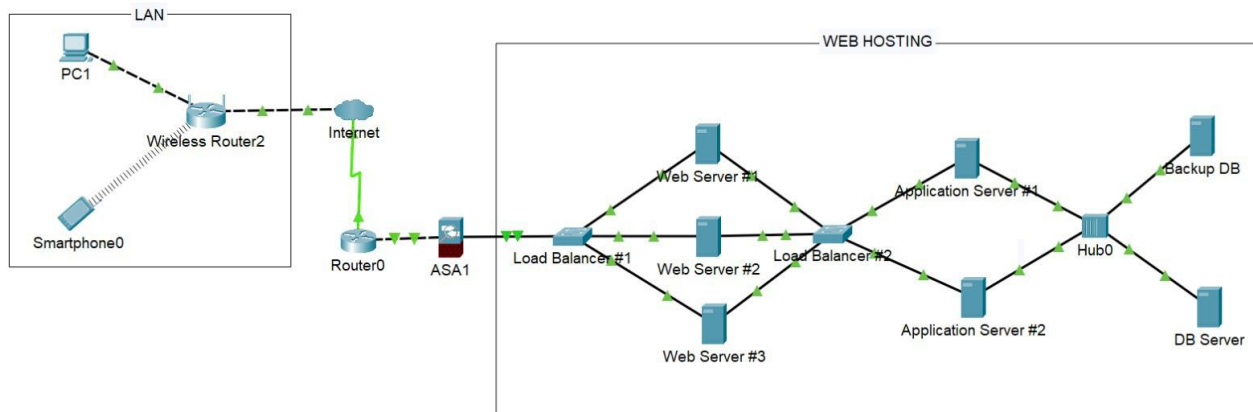 LAN
WEB HOSTING
PC1
Wireless Router2
Internet
Smartphone0
Router0
ASA1
Load Balancer #1
Web Server #1
Web Server #2
Web Server #3
Load Balancer #2
Application Server #1
Application Server #2
Hub0
Backup DB
DB Server